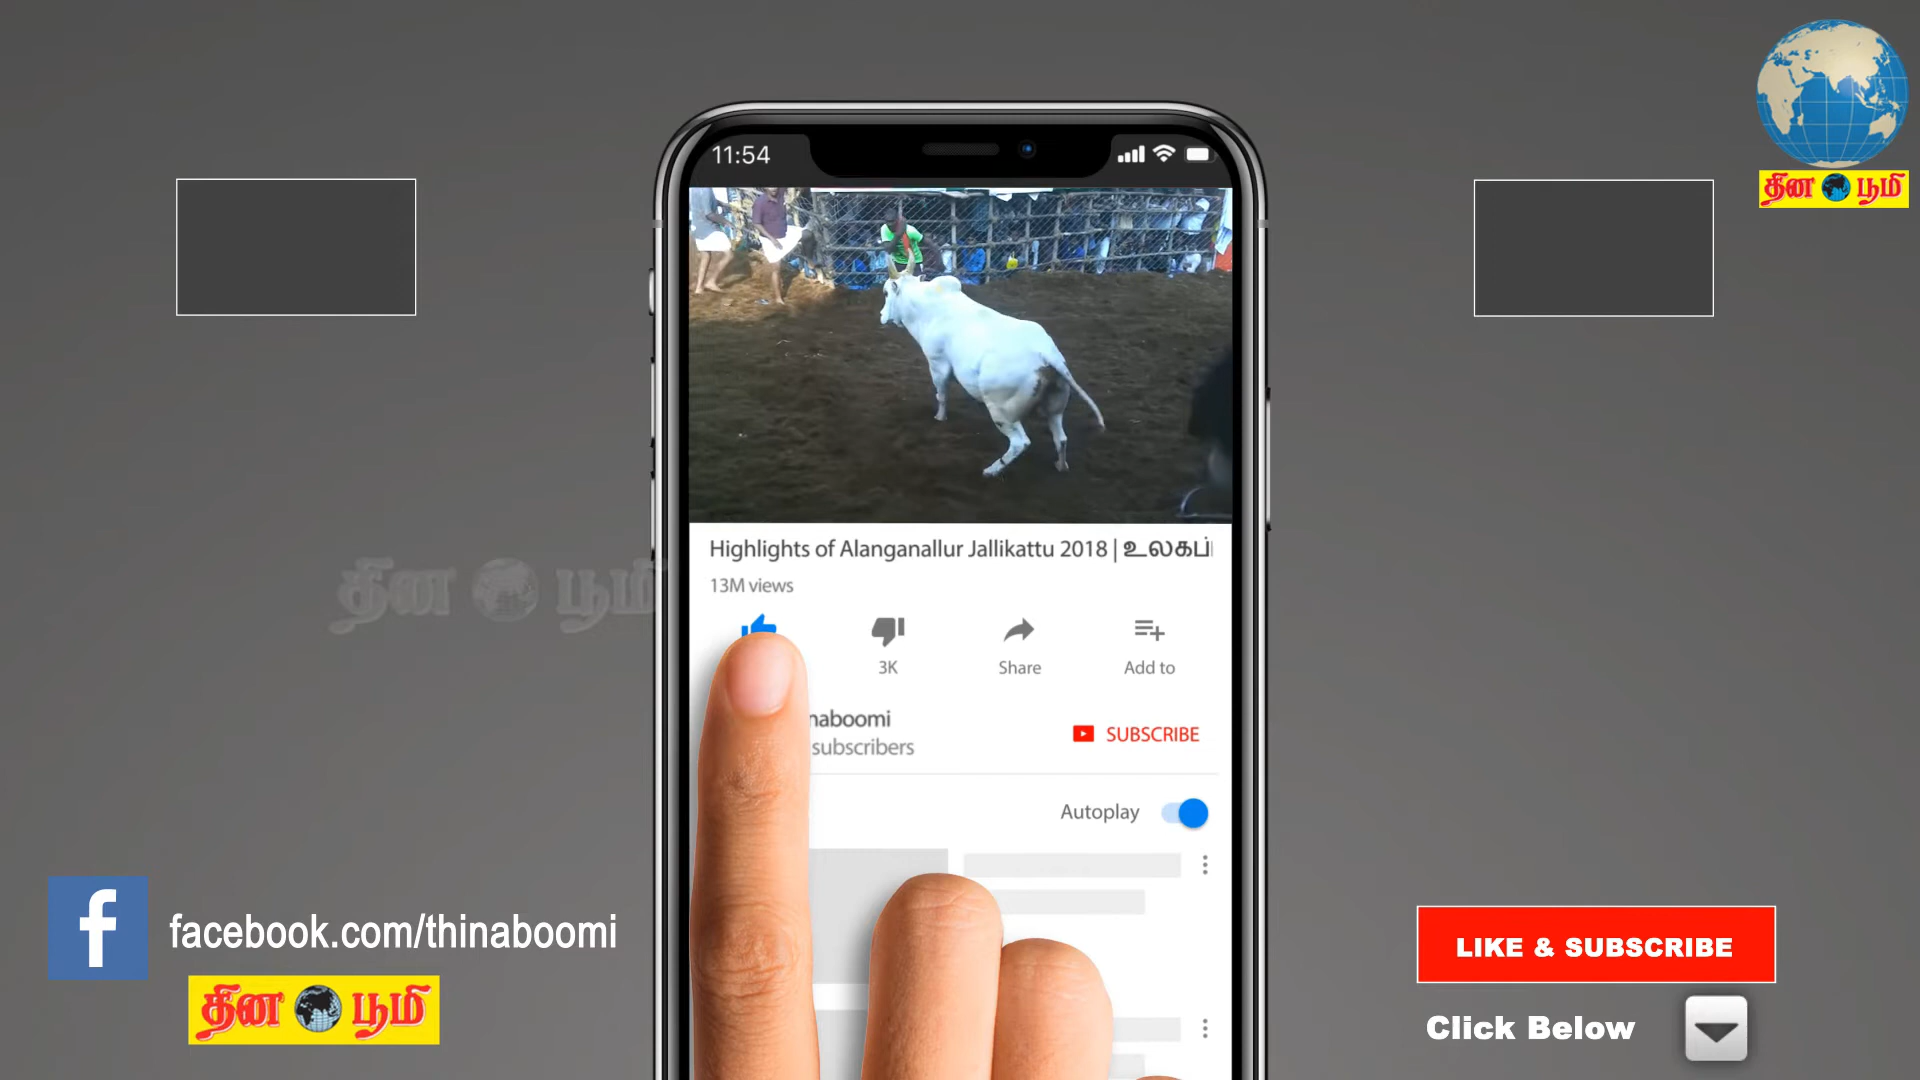 11:54
தின பூமி
Highlights of Alanganallur Jallikattu 2018 | உலகப்
13M views
தின பூமி
3K
Share
Add to
naboomi
subscribers
SUBSCRIBE
Autoplay
facebook.com/thinaboomi
தின பூமி
LIKE & SUBSCRIBE
Click Below